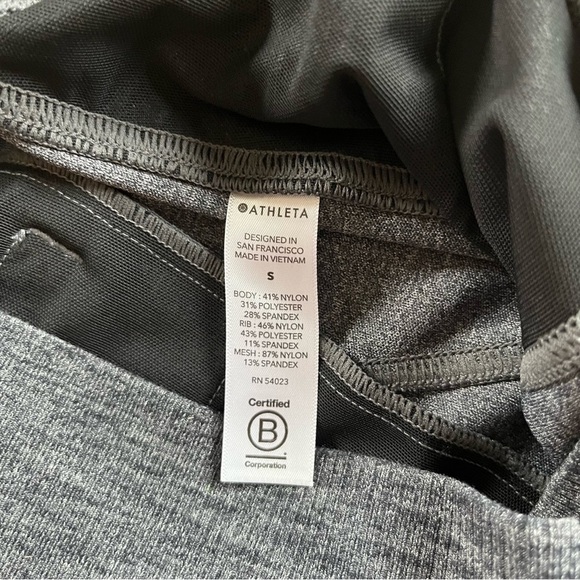 ATHLETA
DESIGNED IN
SAN FRANCISCO
MADE IN VIETNAM
S
BODY : 41% NYLON
31% POLYESTER
28% SPANDEX
RIB : 46% NYLON
43% POLYESTER
11% SPANDEX
MESH : 87% NYLON
13% SPANDEX
RN 54023
Certified
B
Corporation